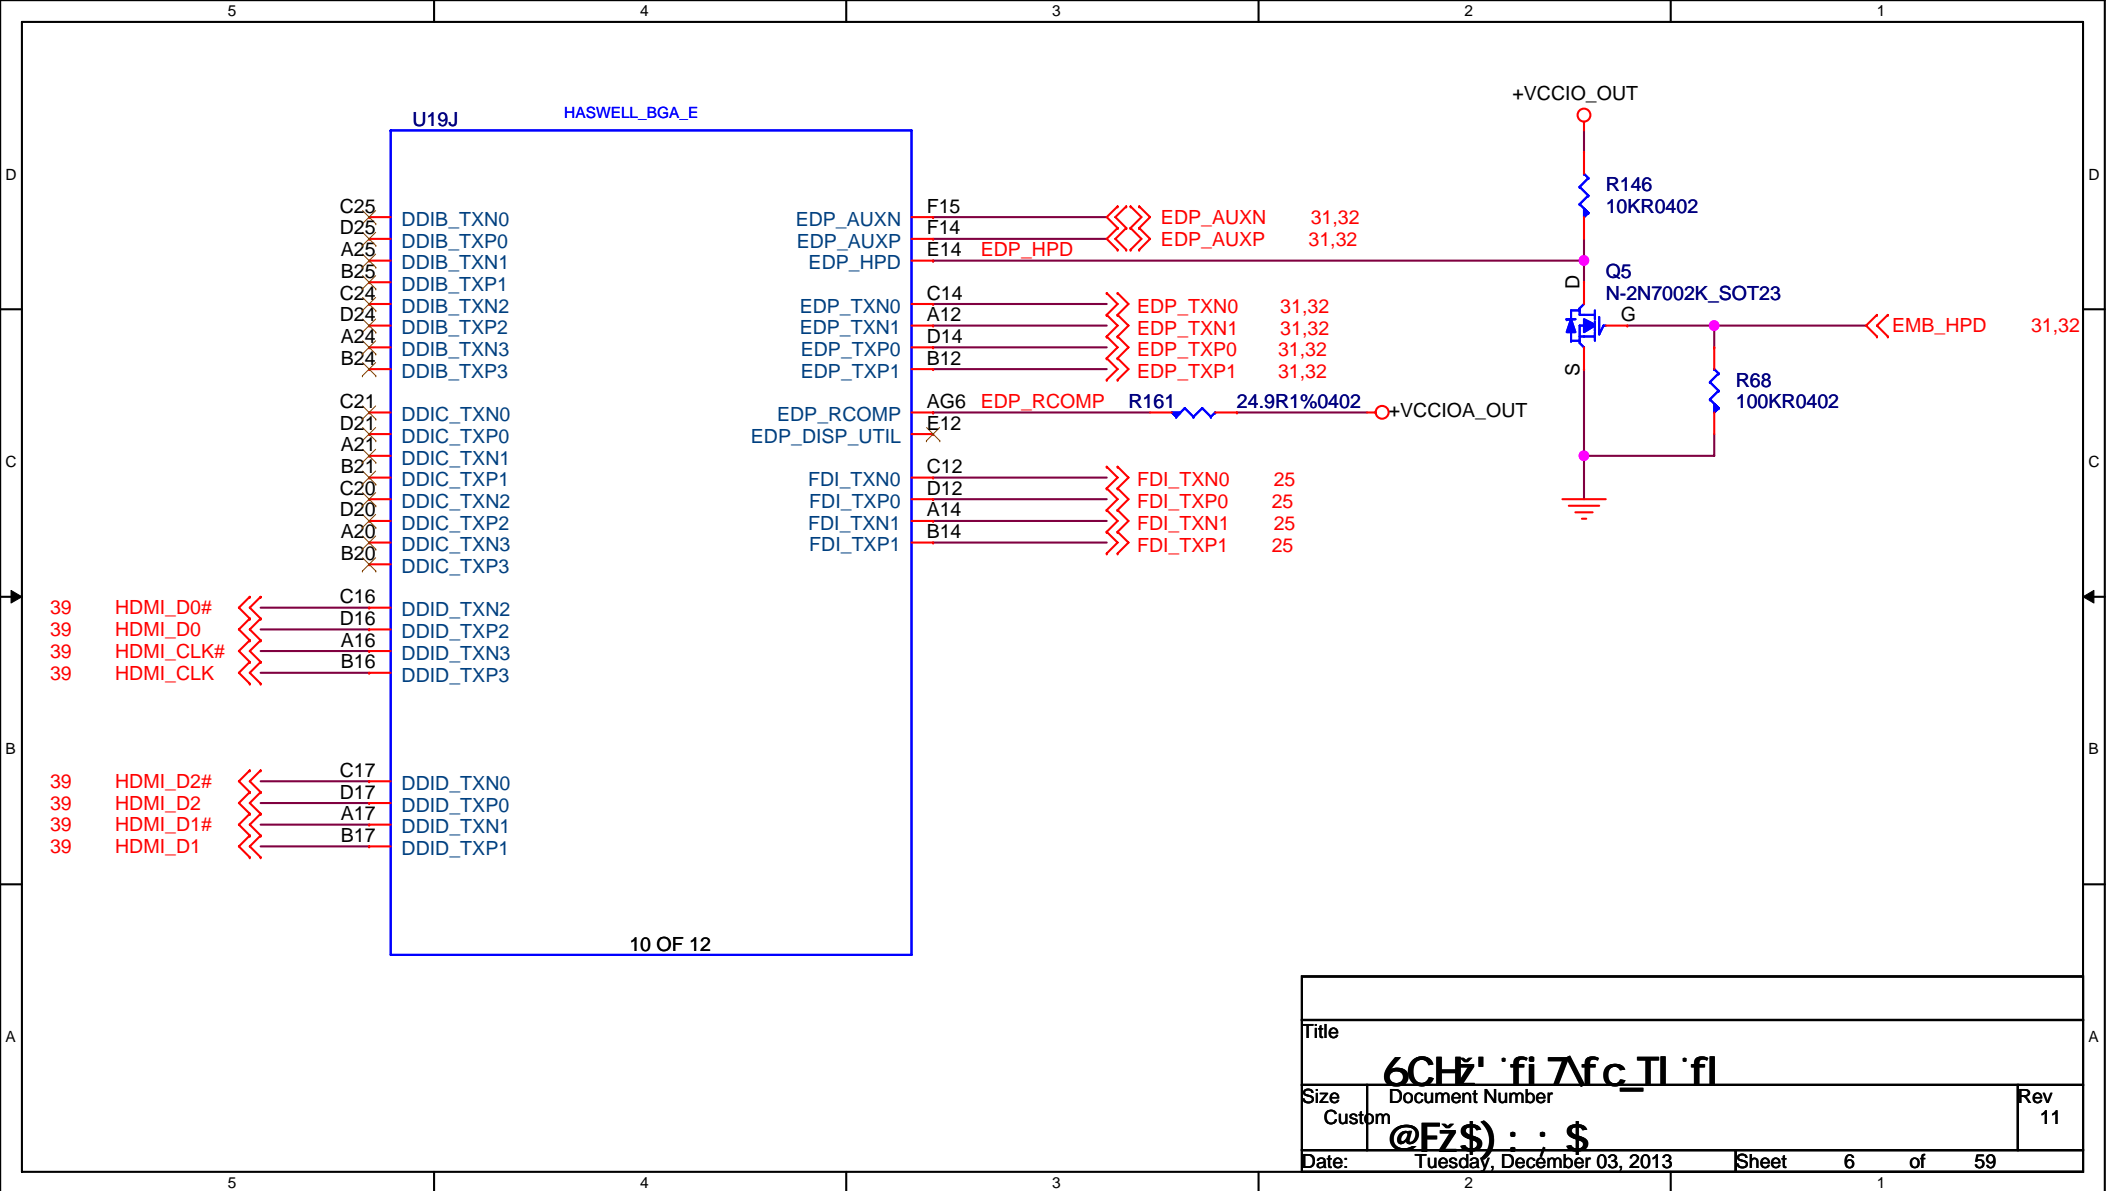 5 4 3 2 1
D D
C C
B B
A A
U19J HASWELL_BGA_E
C25 DDIB_TXN0
D25 DDIB_TXP0
A25 DDIB_TXN1
B25 DDIB_TXP1
C24 DDIB_TXN2
D24 DDIB_TXP2
A24 DDIB_TXN3
B24 DDIB_TXP3
C21 DDIC_TXN0
D21 DDIC_TXP0
A21 DDIC_TXN1
B21 DDIC_TXP1
C20 DDIC_TXN2
D20 DDIC_TXP2
A20 DDIC_TXN3
B20 DDIC_TXP3
39 HDMI_D0# C16 DDID_TXN2
39 HDMI_D0 D16 DDID_TXP2
39 HDMI_CLK# A16 DDID_TXN3
39 HDMI_CLK B16 DDID_TXP3
39 HDMI_D2# C17 DDID_TXN0
39 HDMI_D2 D17 DDID_TXP0
39 HDMI_D1# A17 DDID_TXN1
39 HDMI_D1 B17 DDID_TXP1
EDP_AUXN F15 EDP_AUXN 31,32
EDP_AUXP F14 EDP_AUXP 31,32
EDP_HPD E14 EDP_HPD
EDP_TXN0 C14 EDP_TXN0 31,32
EDP_TXN1 A12 EDP_TXN1 31,32
EDP_TXP0 D14 EDP_TXP0 31,32
EDP_TXP1 B12 EDP_TXP1 31,32
EDP_RCOMP AG6 EDP_RCOMP R161 24.9R1%0402 +VCCIOA_OUT
EDP_DISP_UTIL E12
FDI_TXN0 C12 FDI_TXN0 25
FDI_TXP0 D12 FDI_TXP0 25
FDI_TXN1 A14 FDI_TXN1 25
FDI_TXP1 B14 FDI_TXP1 25
10 OF 12
+VCCIO_OUT
R146
10KR0402
D
Q5
N-2N7002K_SOT23
G
EMB_HPD 31,32
S
R68
100KR0402
Title
Size
Custom
Document Number
Rev
11
Date: Tuesday, December 03, 2013 Sheet 6 of 59
5 4 3 2 1